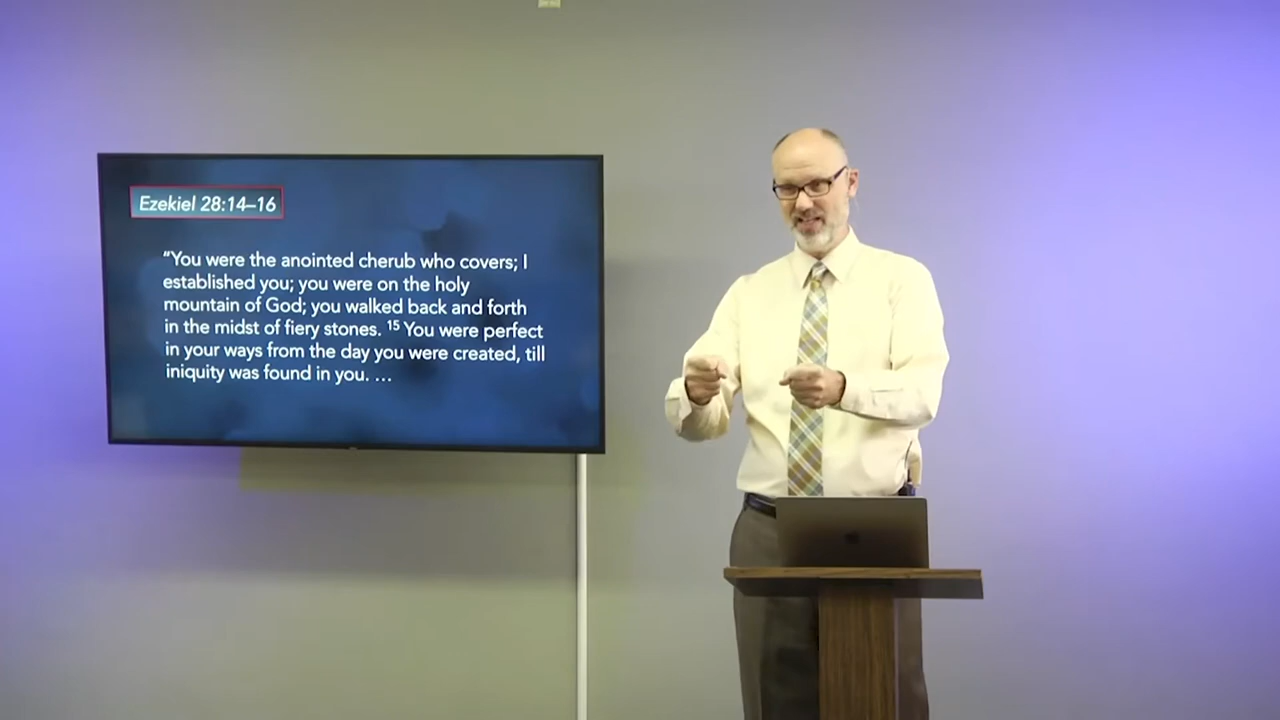 Ezekiel 28:14–16
“You were the anointed cherub who covers; I
established you; you were on the holy
mountain of God; you walked back and forth
in the midst of fiery stones. ¹⁵ You were perfect
in your ways from the day you were created, till
iniquity was found in you. …